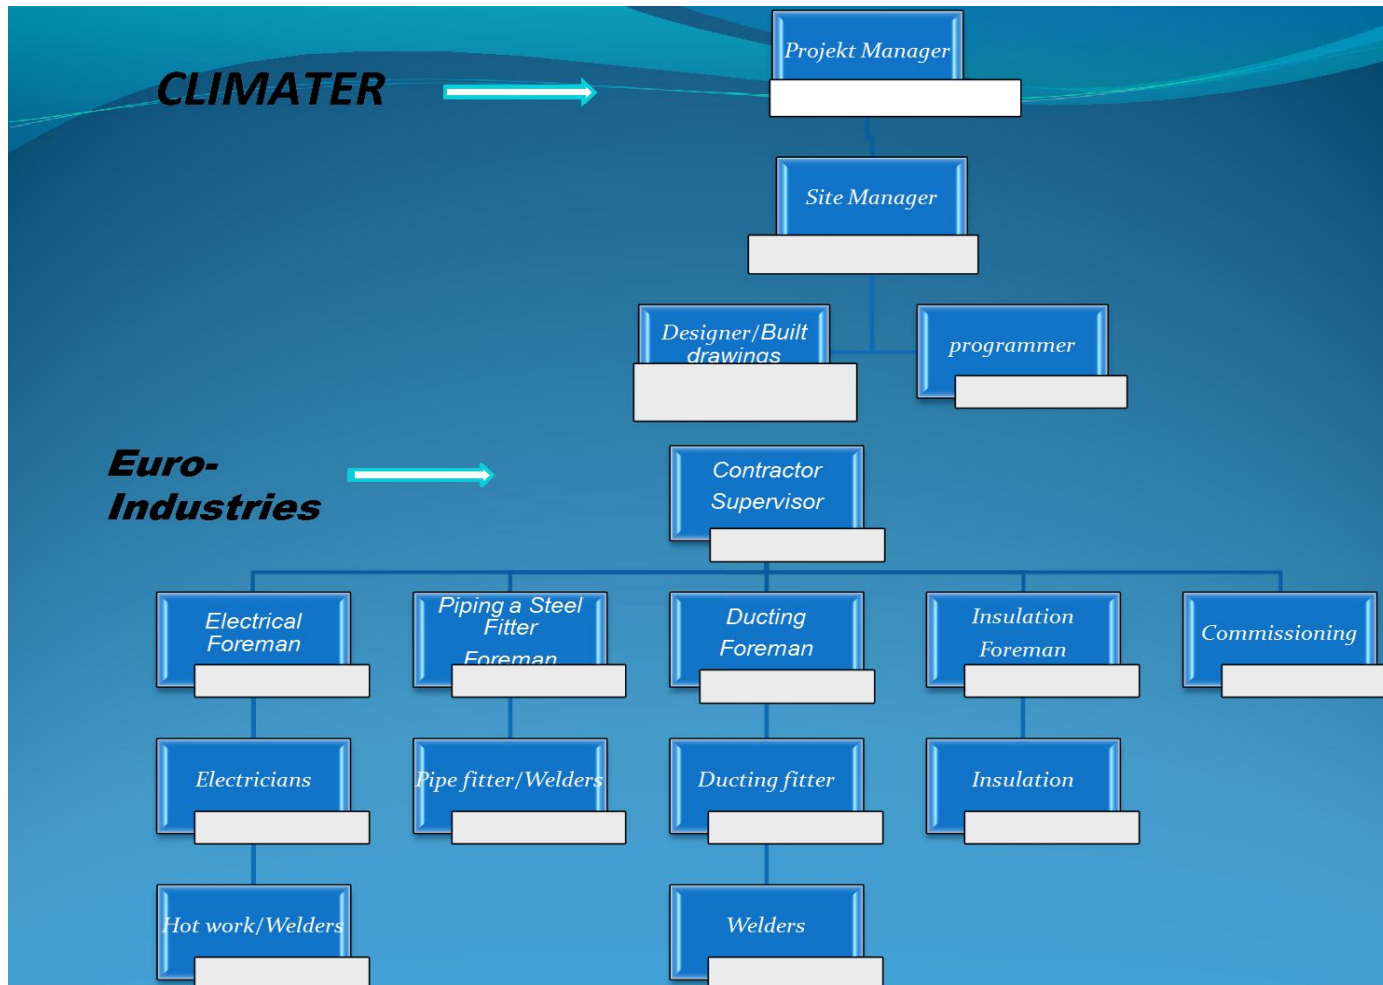 Projekt Manager
CLIMATER
Site Manager
Designer/Built
drawings
programmer
Euro-
Industries
Contractor
Supervisor
Electrical
Foreman
Piping a Steel
Fitter
Foreman
Ducting
Foreman
Insulation
Foreman
Commissioning
Electricians
Pipe fitter/Welders
Ducting fitter
Insulation
Hot work/Welders
Welders